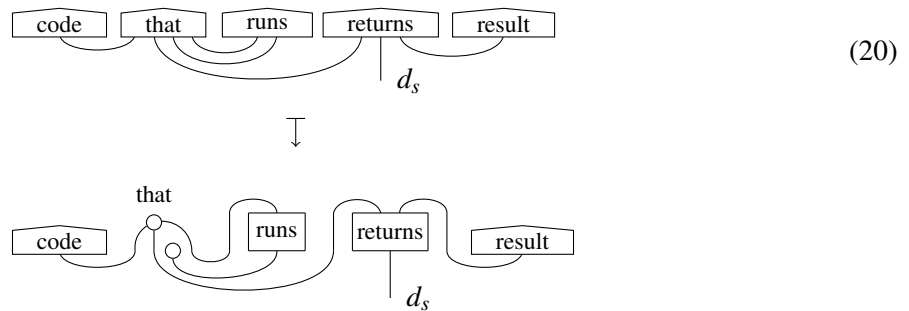 code that runs returns result
(20)
d_s
that
code runs returns result
d_s